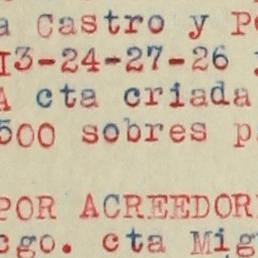 a Castro y P
13-24-27-26
A cta criada
500 sobres p
POR ACREEDOR
cgo. cta Mig